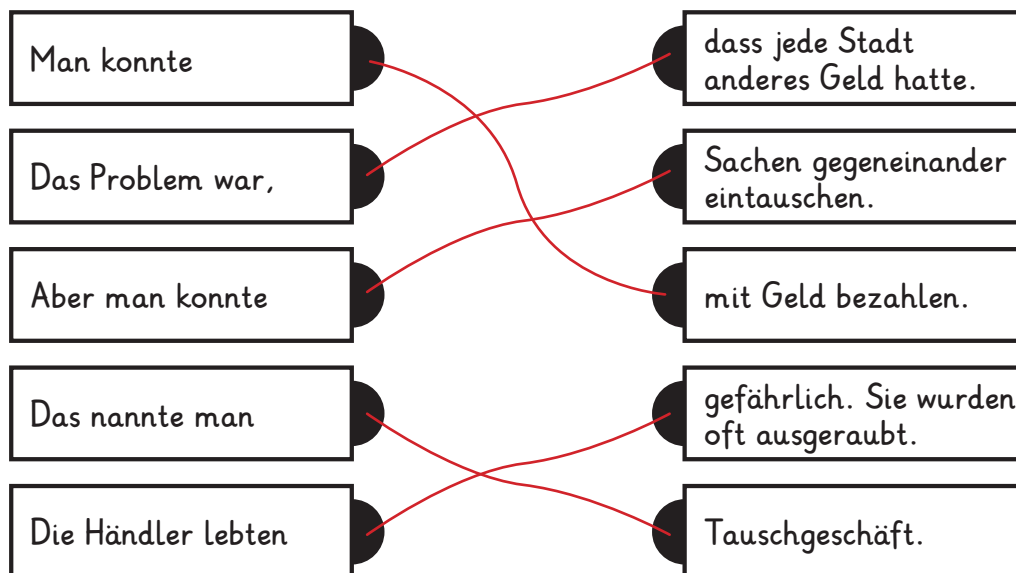 Man konnte
dass jede Stadt
anderes Geld hatte.
Das Problem war,
Sachen gegeneinander
eintauschen.
Aber man konnte
mit Geld bezahlen.
Das nannte man
gefährlich. Sie wurden
oft ausgeraubt.
Die Händler lebten
Tauschgeschäft.